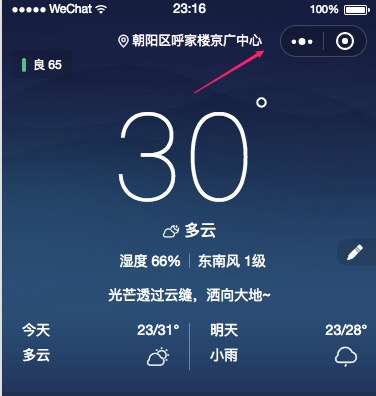 WeChat 23:16 100%
朝阳区呼家楼京广中心
良 65
30°
多云
湿度 66% 东南风 1级
光芒透过云缝，洒向大地~
今天 23/31° 明天 23/28°
多云 小雨